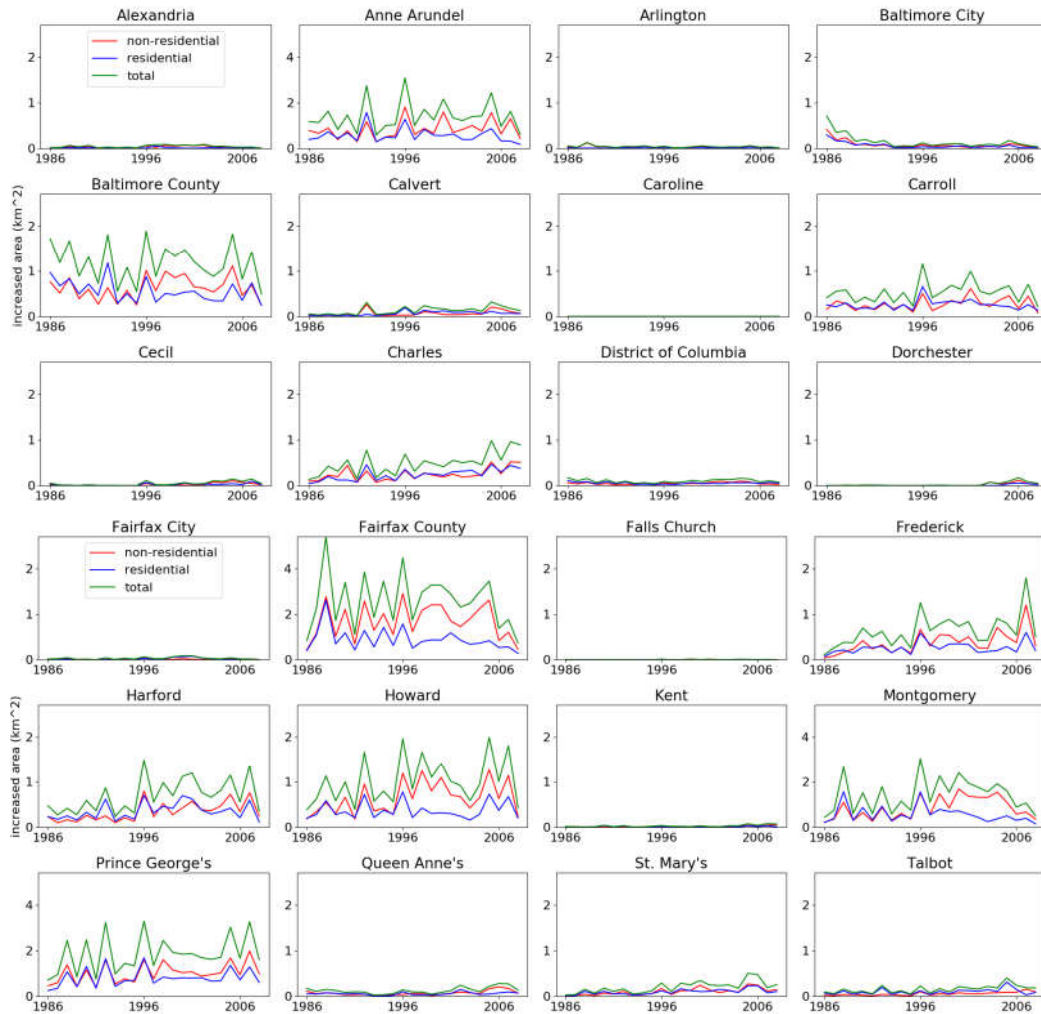 Alexandria Anne Arundel Arlington Baltimore City
non-residential
residential
total
2 4 2 2
1 2 1 1
0 0 0 0
1986 1996 2006 1986 1996 2006 1986 1996 2006 1986 1996 2006
Baltimore County Calvert Caroline Carroll
increased area (km^2)
2 2 2 2
1 1 1 1
0 0 0 0
1986 1996 2006 1986 1996 2006 1986 1996 2006 1986 1996 2006
Cecil Charles District of Columbia Dorchester
2 2 2 2
1 1 1 1
0 0 0 0
1986 1996 2006 1986 1996 2006 1986 1996 2006 1986 1996 2006
Fairfax City Fairfax County Falls Church Frederick
non-residential
residential
total
2 4 2 2
1 2 1 1
0 0 0 0
1986 1996 2006 1986 1996 2006 1986 1996 2006 1986 1996 2006
Harford Howard Kent Montgomery
increased area (km^2)
2 2 2 4
1 1 1 2
0 0 0 0
1986 1996 2006 1986 1996 2006 1986 1996 2006 1986 1996 2006
Prince George's Queen Anne's St. Mary's Talbot
4 2 2 2
2 1 1 1
0 0 0 0
1986 1996 2006 1986 1996 2006 1986 1996 2006 1986 1996 2006